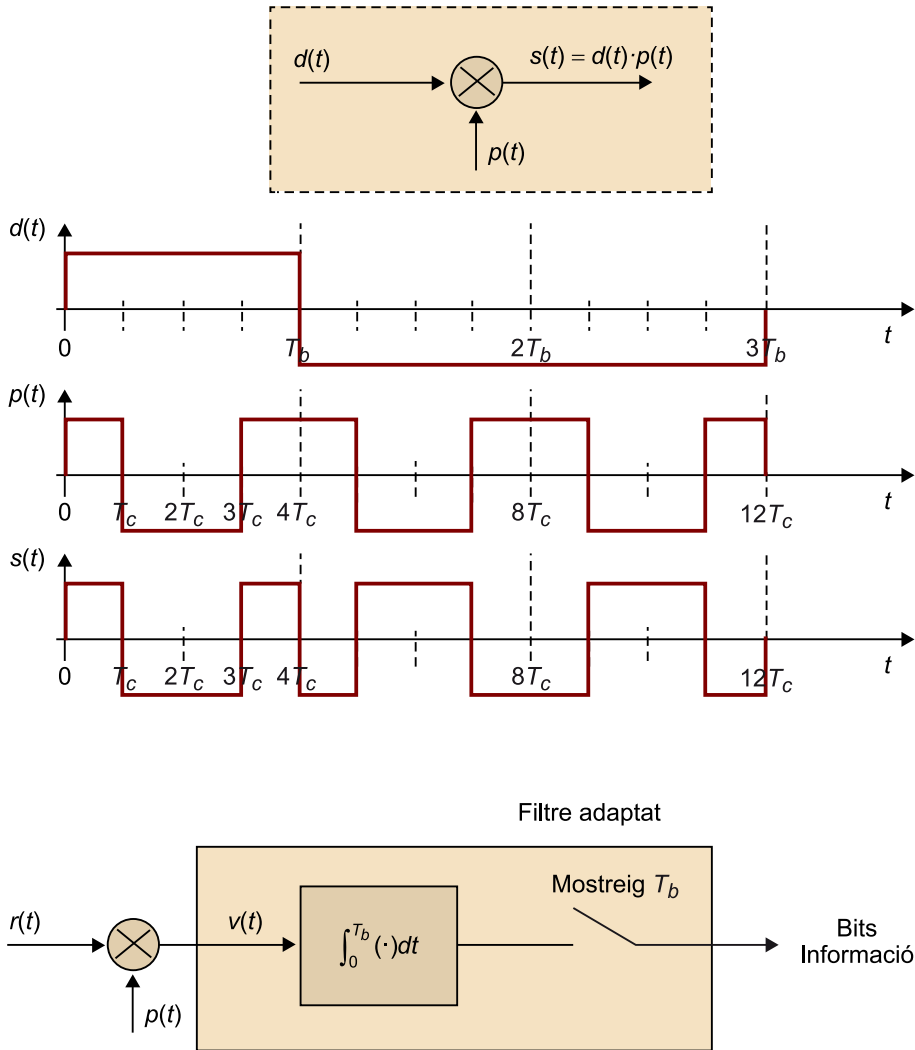 d(t)
s(t) = d(t)·p(t)
p(t)
d(t)
0
T_b
2T_b
3T_b
t
p(t)
0
T_c
2T_c
3T_c
4T_c
8T_c
12T_c
t
s(t)
0
T_c
2T_c
3T_c
4T_c
8T_c
12T_c
t
Filtre adaptat
Mostreig T_b
r(t)
v(t)
∫_0^{T_b} (·)dt
Bits
Informació
p(t)